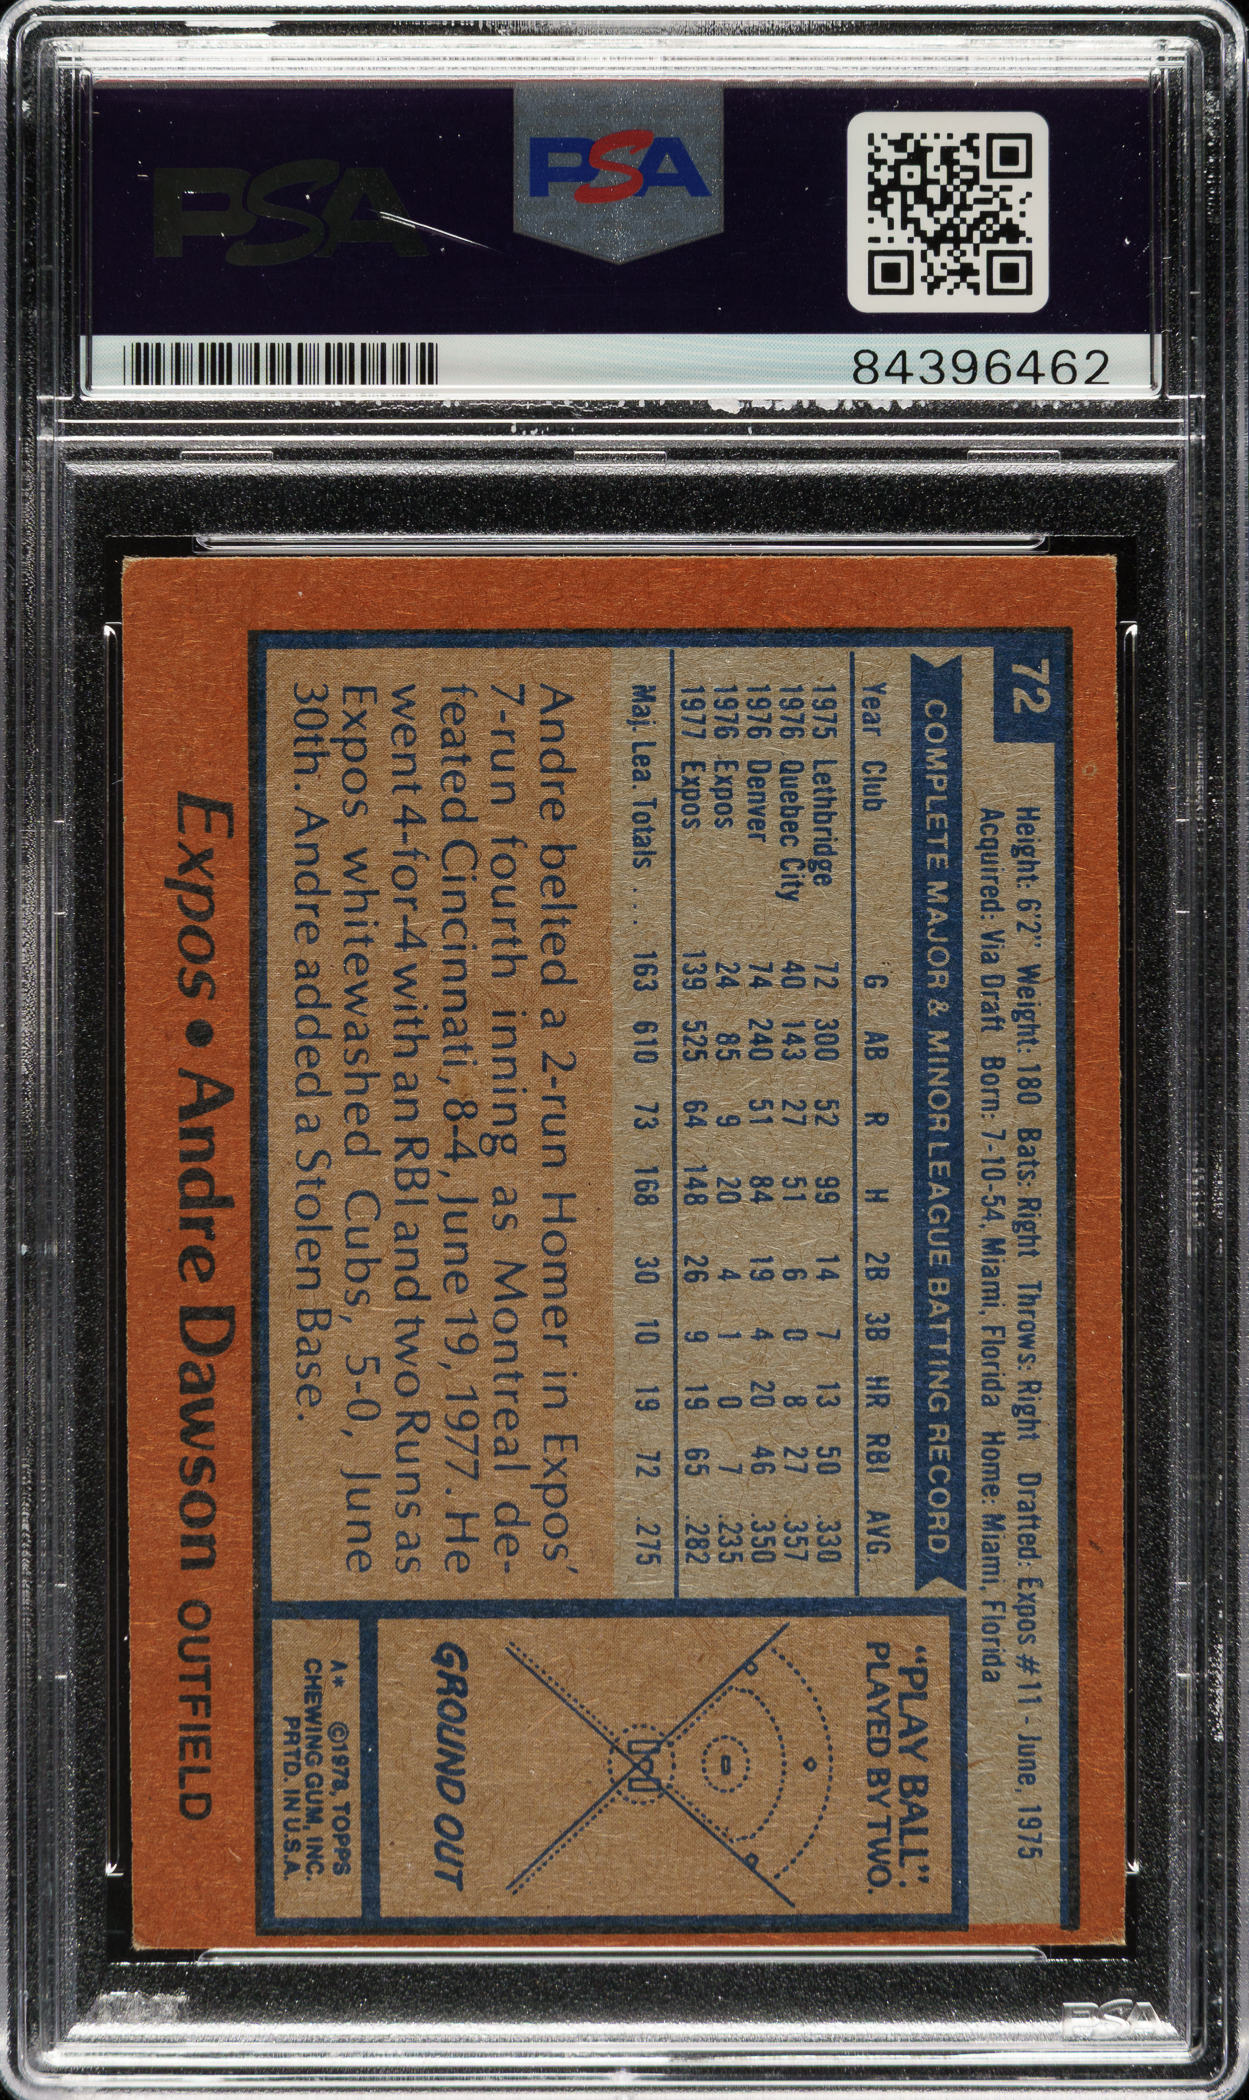 PSA
PSA
84396462
72
Height: 6'2" Weight: 180 Bats: Right Throws: Right Drafted: Expos #11 - June, 1975
Acquired: Via Draft Born: 7-10-54, Miami, Florida Home: Miami, Florida
COMPLETE MAJOR & MINOR LEAGUE BATTING RECORD
Year Club G AB R H 2B 3B HR RBI AVG.
1975 Lethbridge 72 300 52 99 14 7 13 50 .330
1976 Quebec City 40 143 27 51 6 0 8 27 .357
1976 Denver 74 240 51 84 19 4 20 46 .350
1976 Expos 24 85 9 20 4 1 0 7 .235
1977 Expos 139 525 64 148 26 9 19 65 .282
Maj. Lea. Totals . . . 163 610 73 168 30 10 19 72 .275
Andre belted a 2-run Homer in Expos'
7-run fourth inning as Montreal de-
feated Cincinnati, 8-4, June 19, 1977. He
went 4-for-4 with an RBI and two Runs as
Expos whitewashed Cubs, 5-0, June
30th. Andre added a Stolen Base.
"PLAY BALL":
PLAYED BY TWO.
GROUND OUT
A* ©1978, TOPPS
CHEWING GUM, INC.
PRTD. IN U.S.A.
Expos • Andre Dawson OUTFIELD
PSA